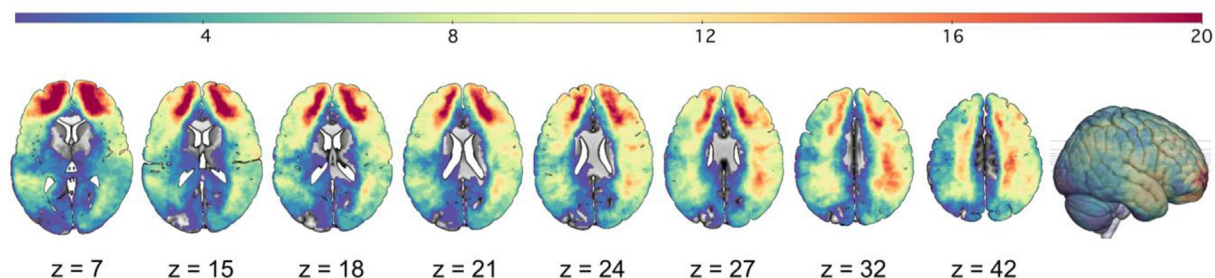 4 8 12 16 20
z = 7 z = 15 z = 18 z = 21 z = 24 z = 27 z = 32 z = 42